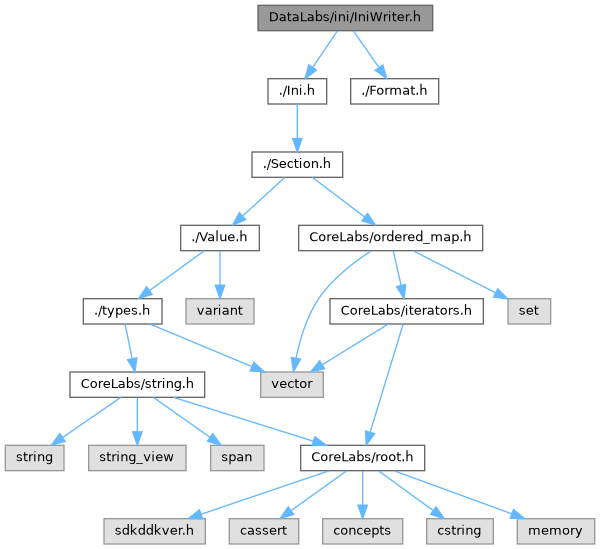 DataLabs/ini/IniWriter.h
./Ini.h
./Format.h
./Section.h
./Value.h
CoreLabs/ordered_map.h
./types.h
variant
CoreLabs/iterators.h
set
CoreLabs/string.h
vector
string
string_view
span
CoreLabs/root.h
sdkddkver.h
cassert
concepts
cstring
memory